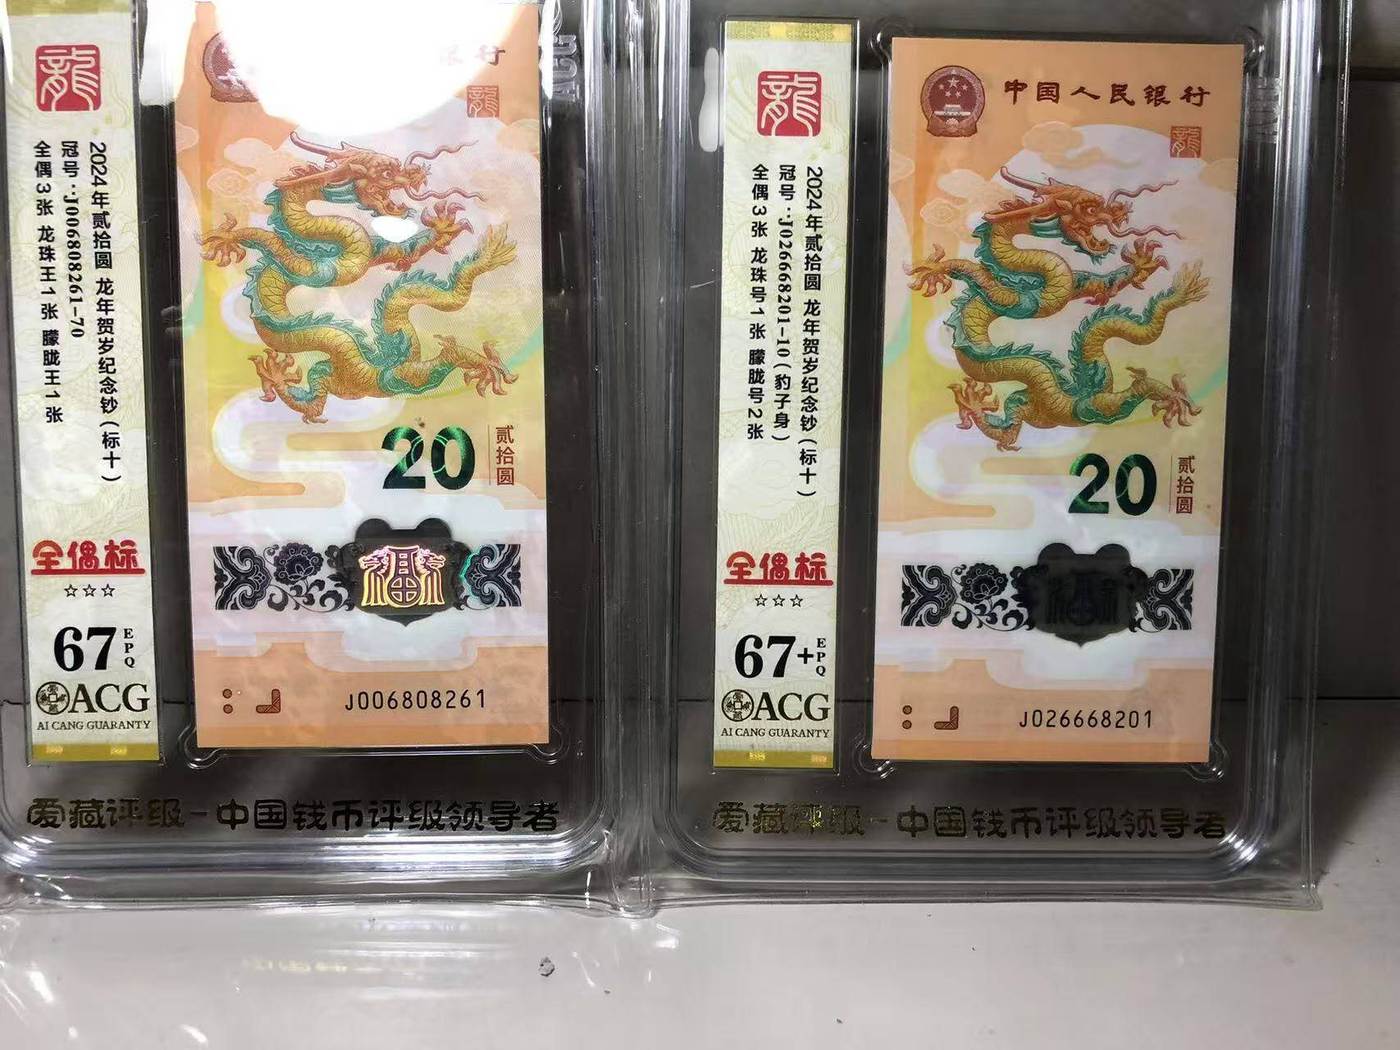 龍
2024年贰拾圆 龙年贺岁纪念钞(标十)
冠号:J006808261-70
全偶3张 龙珠王1张 朦胧王1张
全偶标
☆☆☆
67 EPQ
ACG
AI CANG GUARANTY
行
龍
20
贰拾圆
J006808261
爱藏评级-中国钱币评级领导者
龍
2024年贰拾圆 龙年贺岁纪念钞(标十)
冠号:J026668201-10(豹子身)
全偶3张 龙珠号1张 朦胧号2张
全偶标
☆☆☆
67+ EPQ
ACG
AI CANG GUARANTY
中国人民银行
龍
20
贰拾圆
J026668201
爱藏评级-中国钱币评级领导者